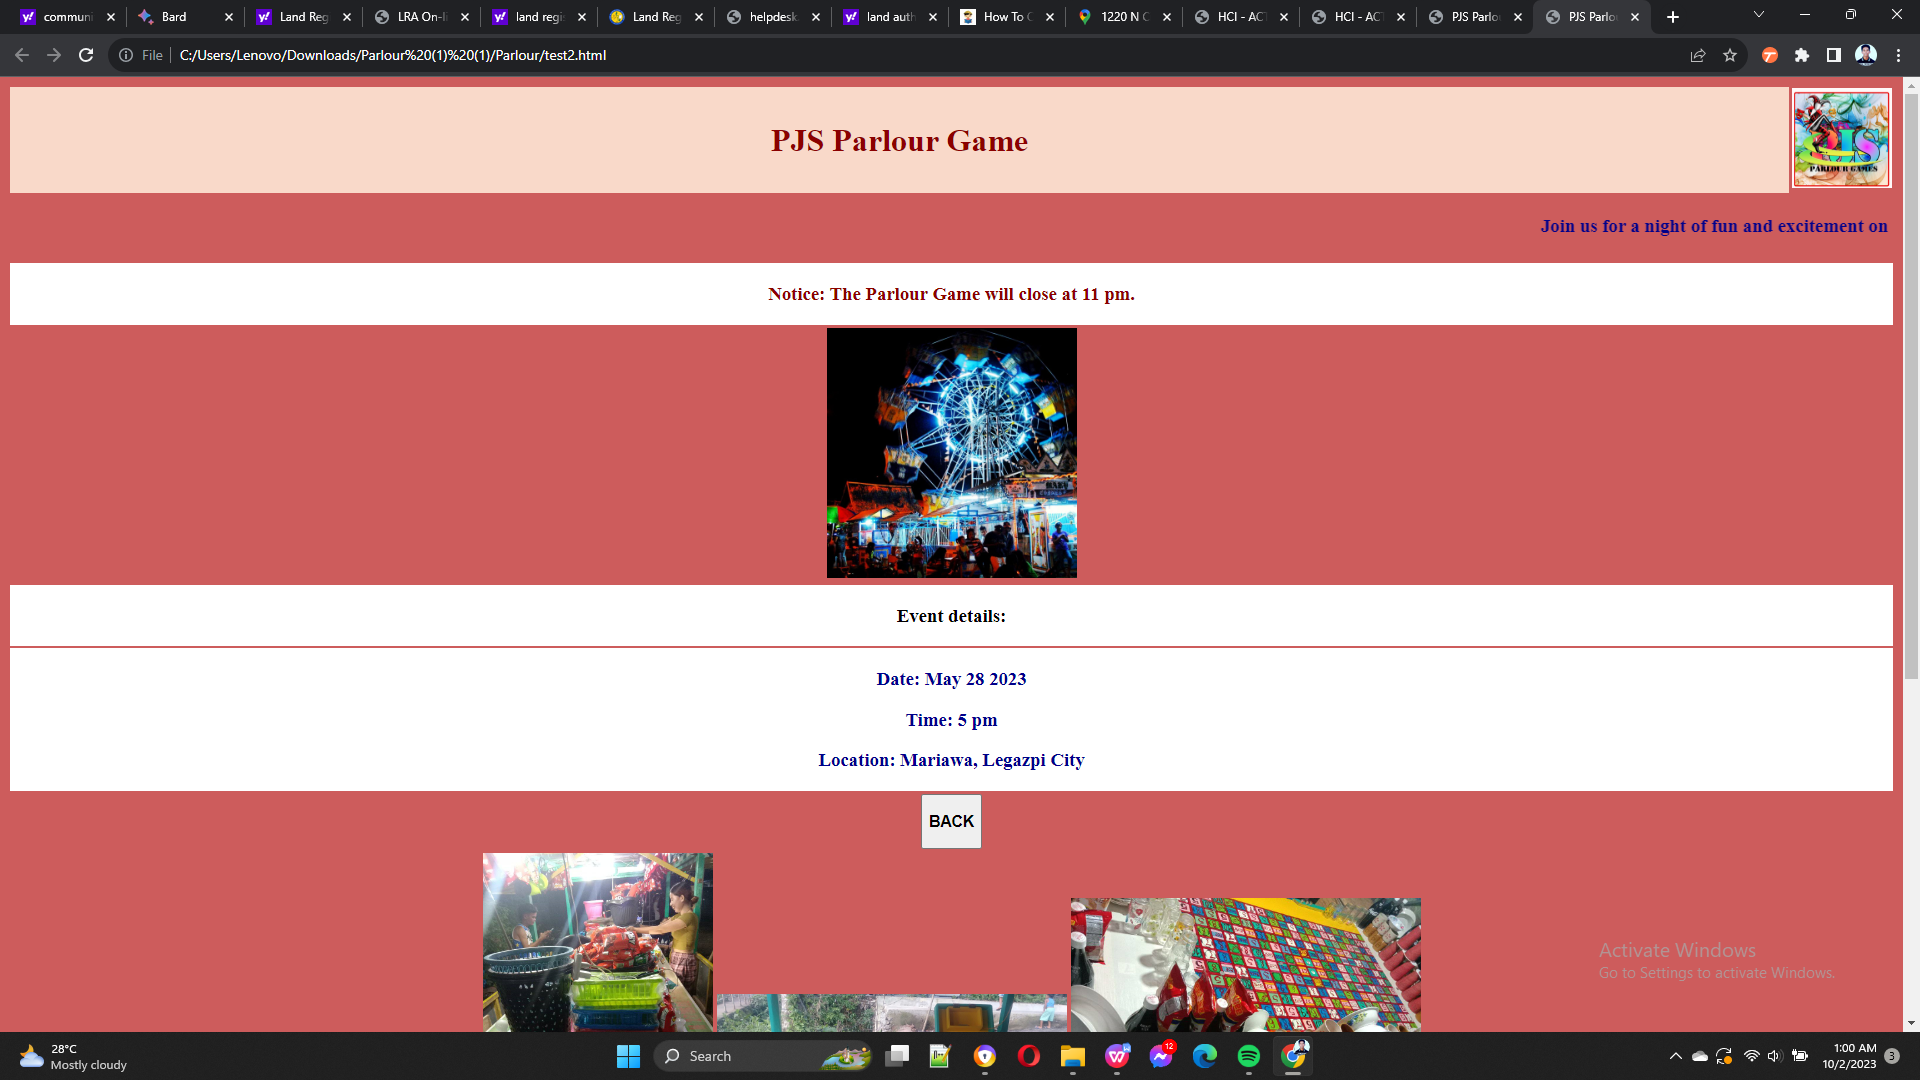 communi
Bard
Land Reg
LRA On-li
land regis
Land Reg
helpdesk
land auth
How To C
1220 N C
HCI - ACT
HCI - ACT
PJS Parlo
PJS Parlo
File
C:/Users/Lenovo/Downloads/Parlour%20(1)%20(1)/Parlour/test2.html
PJS Parlour Game
PARLOUR GAMES
Join us for a night of fun and excitement on
Notice: The Parlour Game will close at 11 pm.
Event details:
Date: May 28 2023
Time: 5 pm
Location: Mariawa, Legazpi City
BACK
Activate Windows
Go to Settings to activate Windows.
28°C
Mostly cloudy
Search
12
1:00 AM
10/2/2023
3